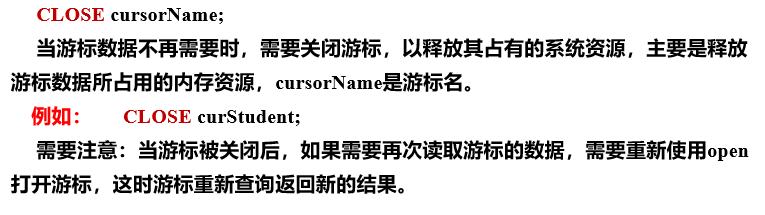 CLOSE cursorName;
当游标数据不再需要时，需要关闭游标，以释放其占有的系统资源，主要是释放
游标数据所占用的内存资源，cursorName是游标名。
例如： CLOSE curStudent;
需要注意：当游标被关闭后，如果需要再次读取游标的数据，需要重新使用open
打开游标，这时游标重新查询返回新的结果。